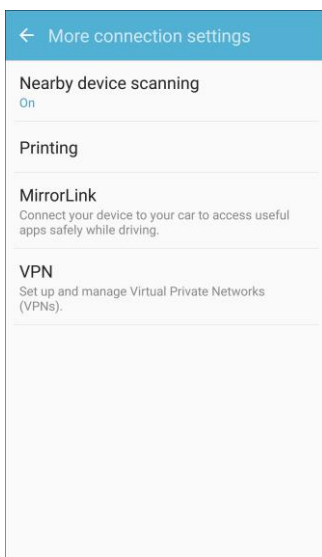 More connection settings
Nearby device scanning
On
Printing
MirrorLink
Connect your device to your car to access useful
apps safely while driving.
VPN
Set up and manage Virtual Private Networks
(VPNs).